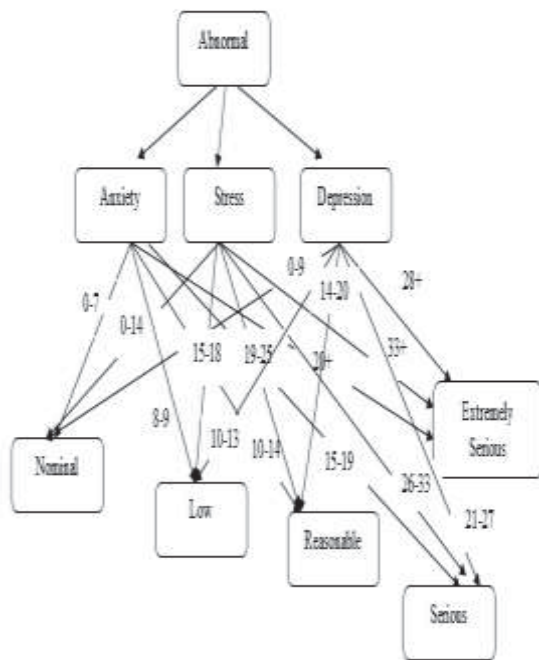 Abnormal
Anxiety
Stress
Depression
0-9
14-20
28+
0-7
0-14
15-18
19-25
20+
33+
8-9
10-13
10-14
15-19
26-33
21-27
Extremely
Serious
Nominal
Low
Reasonable
Serious